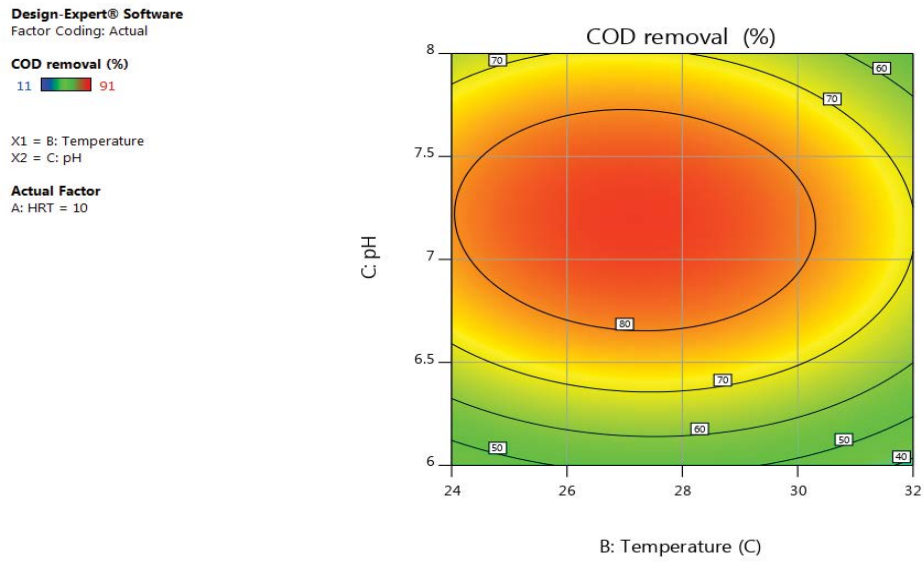 Design-Expert® Software
Factor Coding: Actual
COD removal (%)
11 91
X1 = B: Temperature
X2 = C: pH
Actual Factor
A: HRT = 10
COD removal (%)
8
7.5
7
6.5
6
C: pH
70
60
70
80
70
60
50
50
40
24 26 28 30 32
B: Temperature (C)